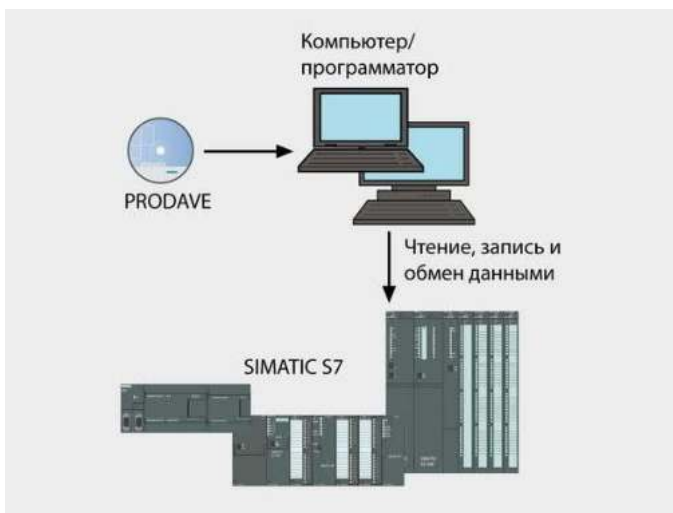 Компьютер/
программатор
PRODAVE
Чтение, запись и
обмен данными
SIMATIC S7